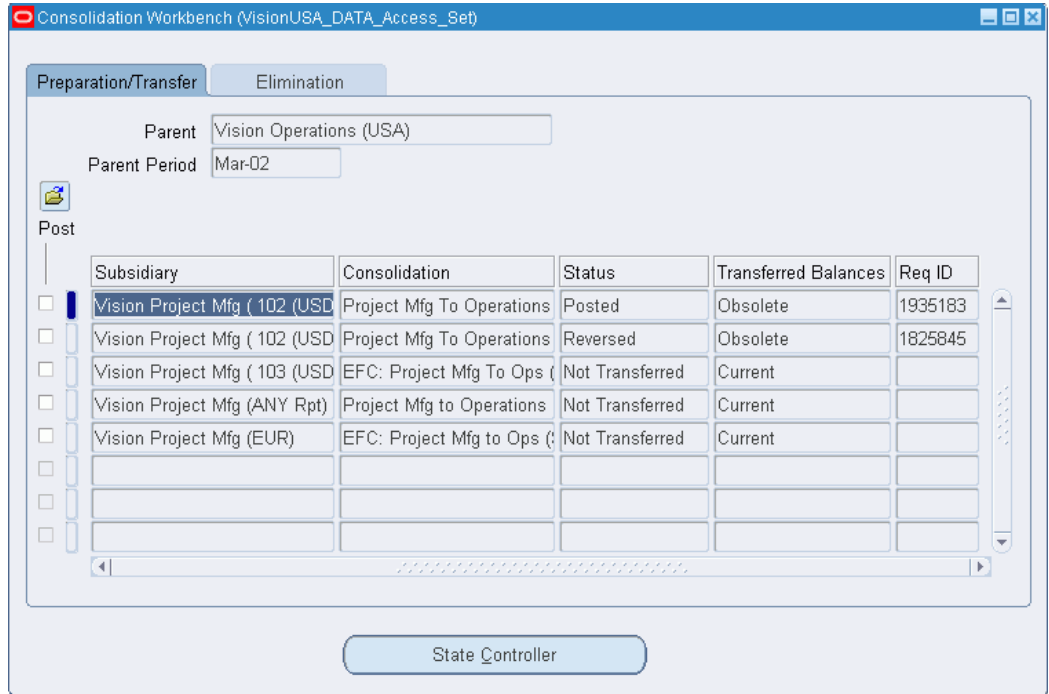 Consolidation Workbench (VisionUSA_DATA_Access_Set)
Preparation/Transfer Elimination
Parent Vision Operations (USA)
Parent Period Mar-02
Post
Subsidiary Consolidation Status Transferred Balances Req ID
Vision Project Mfg ( 102 (USD Project Mfg To Operations Posted Obsolete 1935183
Vision Project Mfg ( 102 (USD Project Mfg To Operations Reversed Obsolete 1825845
Vision Project Mfg ( 103 (USD EFC: Project Mfg To Ops ( Not Transferred Current
Vision Project Mfg (ANY Rpt) Project Mfg to Operations Not Transferred Current
Vision Project Mfg (EUR) EFC: Project Mfg to Ops ( Not Transferred Current
State Controller